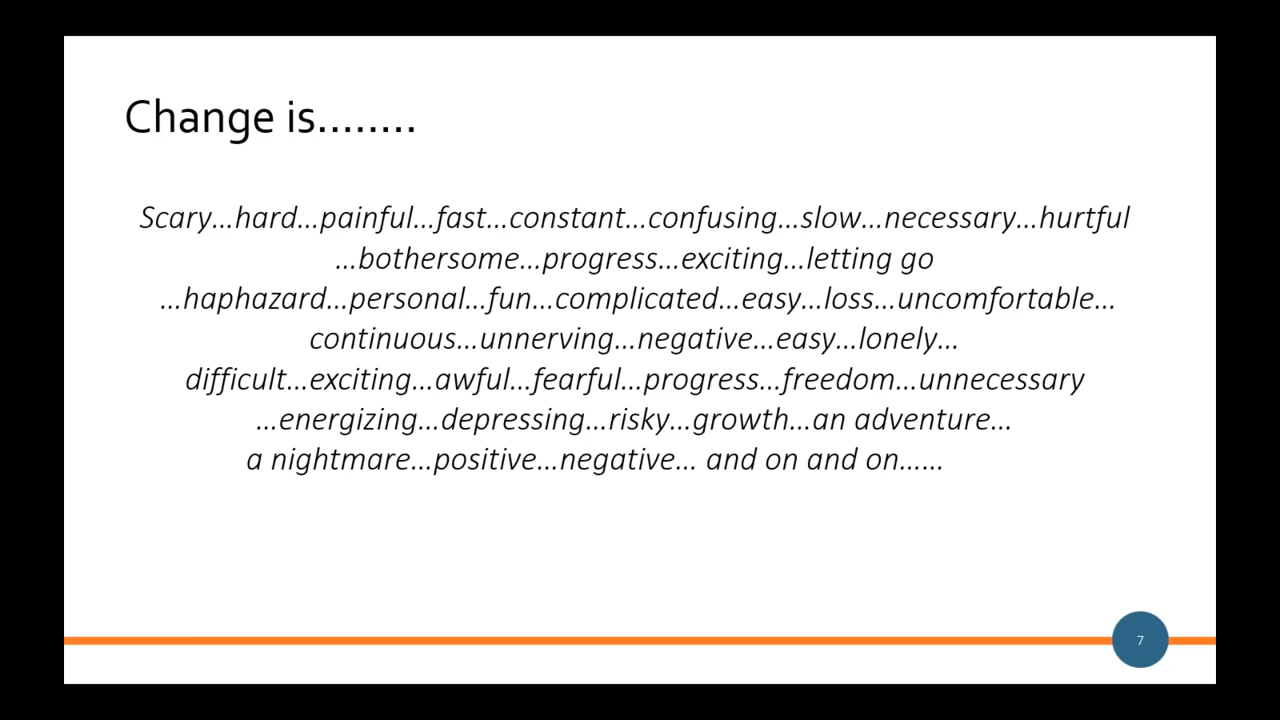 Change is........
Scary...hard...painful...fast...constant...confusing...slow...necessary...hurtful
...bothersome...progress...exciting...letting go
...haphazard...personal...fun...complicated...easy...loss...uncomfortable...
continuous...unnerving...negative...easy...lonely...
difficult...exciting...awful...fearful...progress...freedom...unnecessary
...energizing...depressing...risky...growth...an adventure...
a nightmare...positive...negative... and on and on......
7